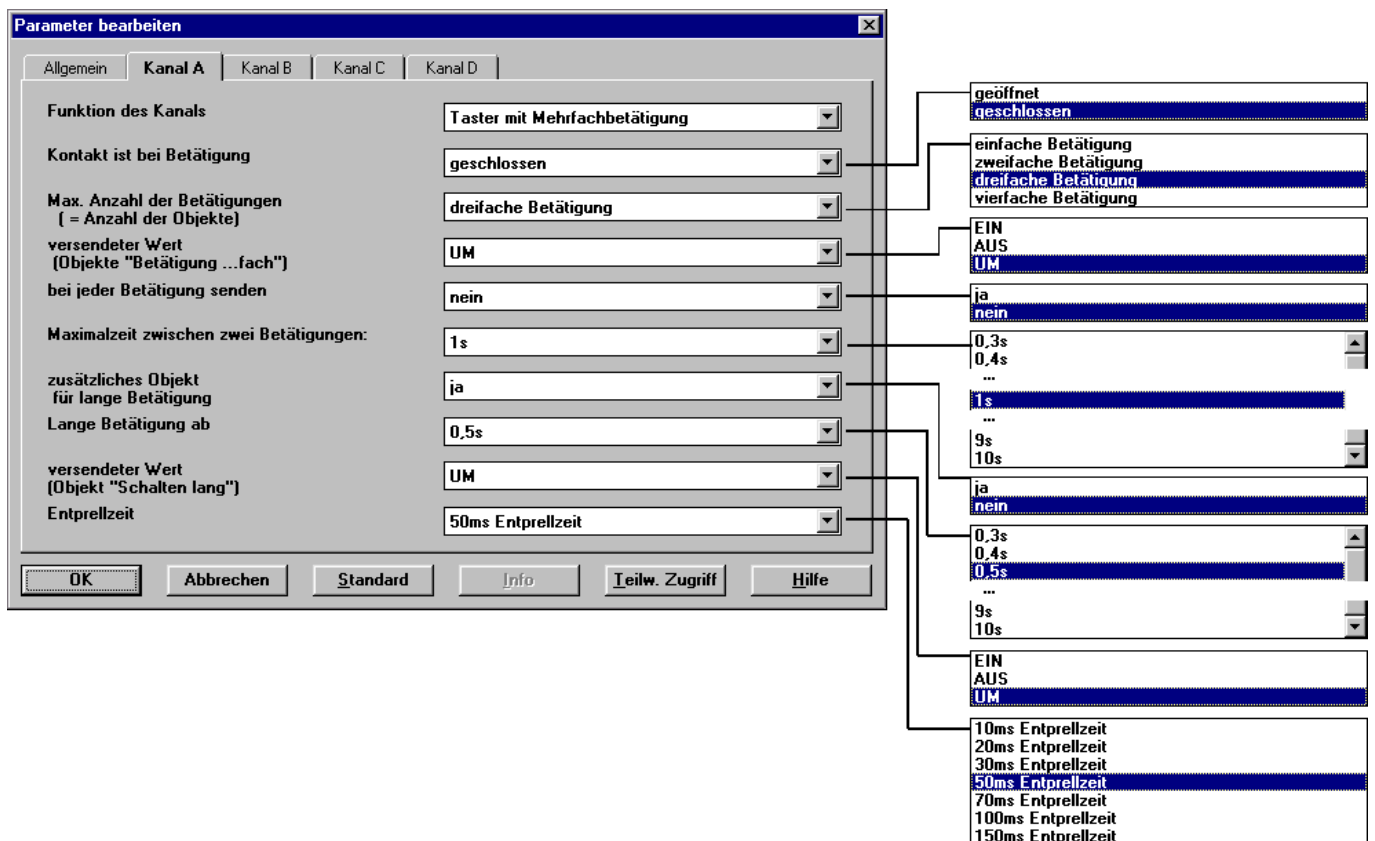 Parameter bearbeiten
Allgemein Kanal A Kanal B Kanal C Kanal D
Funktion des Kanals
Taster mit Mehrfachbetätigung
Kontakt ist bei Betätigung
geschlossen
Max. Anzahl der Betätigungen
( = Anzahl der Objekte)
dreifache Betätigung
versendeter Wert
(Objekte "Betätigung ...fach")
UM
bei jeder Betätigung senden
nein
Maximalzeit zwischen zwei Betätigungen:
1s
zusätzliches Objekt
für lange Betätigung
ja
Lange Betätigung ab
0,5s
versendeter Wert
(Objekt "Schalten lang")
UM
Entprellzeit
50ms Entprellzeit
OK Abbrechen Standard Info Teilw. Zugriff Hilfe
geöffnet
geschlossen
einfache Betätigung
zweifache Betätigung
dreifache Betätigung
vierfache Betätigung
EIN
AUS
UM
ja
nein
0,3s
0,4s
...
1s
...
9s
10s
ja
nein
0,3s
0,4s
0,5s
...
9s
10s
EIN
AUS
UM
10ms Entprellzeit
20ms Entprellzeit
30ms Entprellzeit
50ms Entprellzeit
70ms Entprellzeit
100ms Entprellzeit
150ms Entprellzeit